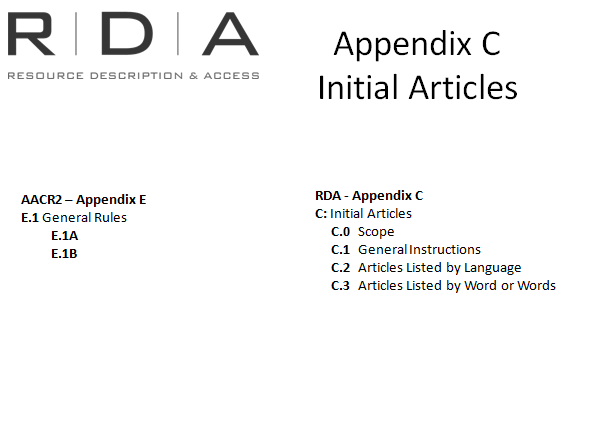 R | D | A
RESOURCE DESCRIPTION & ACCESS
Appendix C
Initial Articles
AACR2 – Appendix E
E.1 General Rules
E.1A
E.1B
RDA - Appendix C
C: Initial Articles
C.0 Scope
C.1 General Instructions
C.2 Articles Listed by Language
C.3 Articles Listed by Word or Words